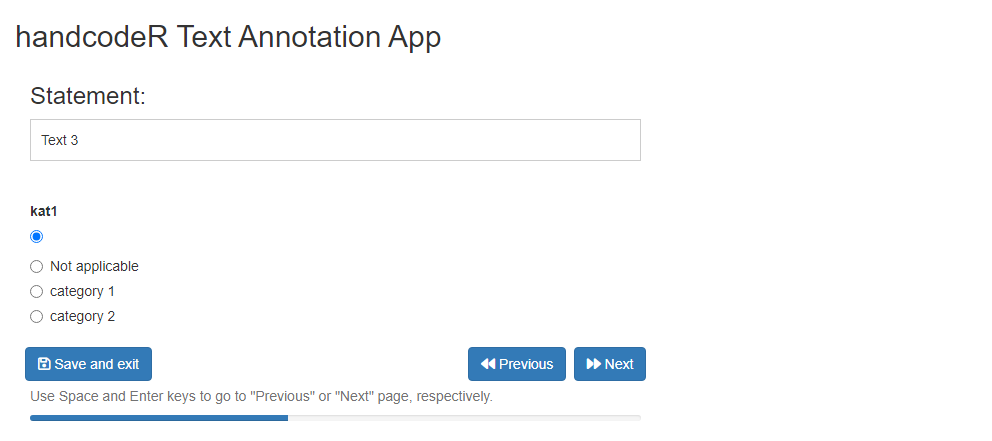 handcodeR Text Annotation App
Statement:
Text 3
kat1
Not applicable
category 1
category 2
Save and exit
Previous
Next
Use Space and Enter keys to go to "Previous" or "Next" page, respectively.